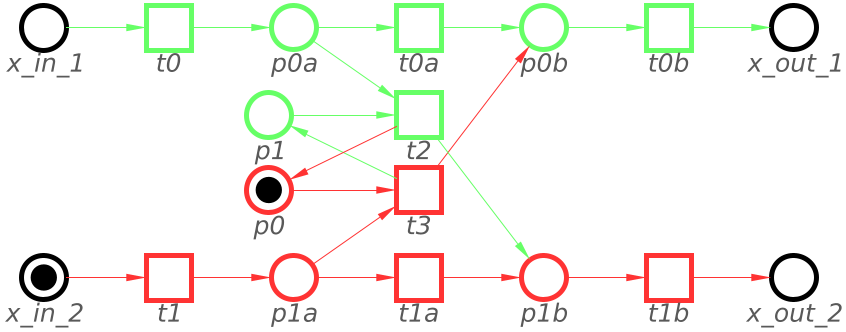 x_in_1 t0 p0a t0a p0b t0b x_out_1
p1 t2
p0 t3
x_in_2 t1 p1a t1a p1b t1b x_out_2